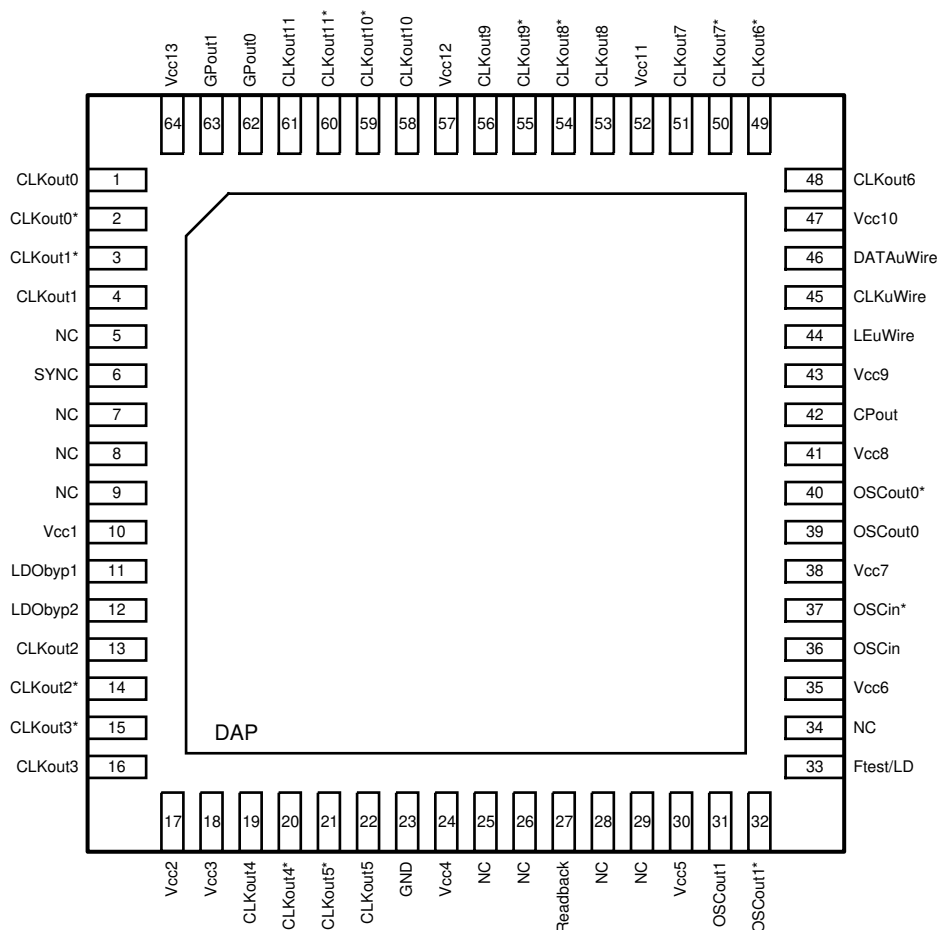 Vcc13
GPout1
GPout0
CLKout11
CLKout11*
CLKout10*
CLKout10
Vcc12
CLKout9
CLKout9*
CLKout8*
CLKout8
Vcc11
CLKout7
CLKout7*
CLKout6*
64
63
62
61
60
59
58
57
56
55
54
53
52
51
50
49
CLKout0 1
CLKout0* 2
CLKout1* 3
CLKout1 4
NC 5
SYNC 6
NC 7
NC 8
NC 9
Vcc1 10
LDObyp1 11
LDObyp2 12
CLKout2 13
CLKout2* 14
CLKout3* 15
CLKout3 16
48 CLKout6
47 Vcc10
46 DATAuWire
45 CLKuWire
44 LEuWire
43 Vcc9
42 CPout
41 Vcc8
40 OSCout0*
39 OSCout0
38 Vcc7
37 OSCin*
36 OSCin
35 Vcc6
34 NC
33 Ftest/LD
DAP
17
18
19
20
21
22
23
24
25
26
27
28
29
30
31
32
Vcc2
Vcc3
CLKout4
CLKout4*
CLKout5*
CLKout5
GND
Vcc4
NC
NC
Readback
NC
NC
Vcc5
OSCout1
OSCout1*